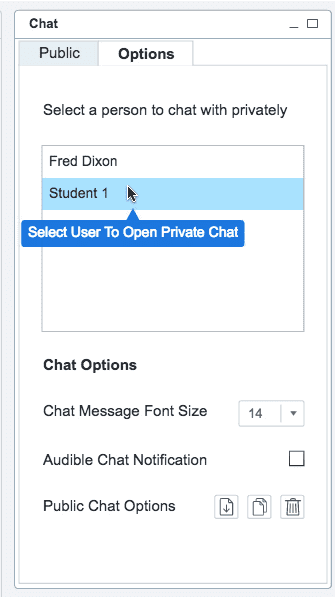 Chat
Public Options
Select a person to chat with privately
Fred Dixon
Student 1
Select User To Open Private Chat
Chat Options
Chat Message Font Size 14
Audible Chat Notification
Public Chat Options